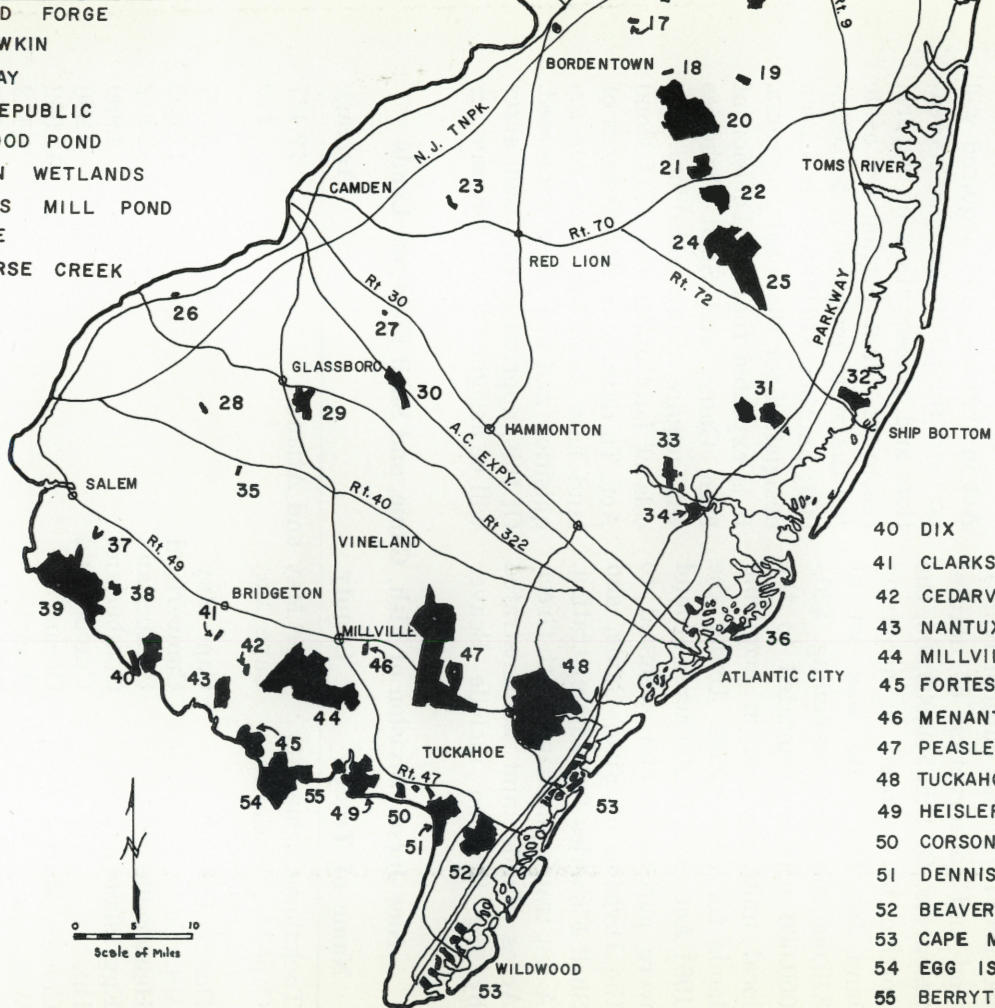 D FORGE
WKIN
AY
EPUBLIC
OOD POND
N WETLANDS
S MILL POND
E
RSE CREEK
Rt. 9
17
BORDENTOWN
18
19
20
N.J. TNPK
21
TOMS RIVER
CAMDEN
23
22
Rt. 70
24
RED LION
25
Rt. 72
Rt 30
26
27
PARKWAY
GLASSBORO
30
32
28
29
31
HAMMONTON
SHIP BOTTOM
A.C. EXPY.
33
35
SALEM
Rt.40
34
Rt 322
37
VINELAND
Rt. 49
38
39
BRIDGETON
41
MILLVILLE
36
42
46
47
48
40
43
ATLANTIC CITY
44
45
TUCKAHOE
54
55
49
Rt. 47
50
53
51
52
0 5 10
Scale of Miles
WILDWOOD
53
40 DIX
41 CLARKS
42 CEDARV
43 NANTUX
44 MILLVIL
45 FORTES
46 MENANT
47 PEASLE
48 TUCKAHO
49 HEISLER
50 CORSON
51 DENNIS
52 BEAVER
53 CAPE M
54 EGG IS
55 BERRYT